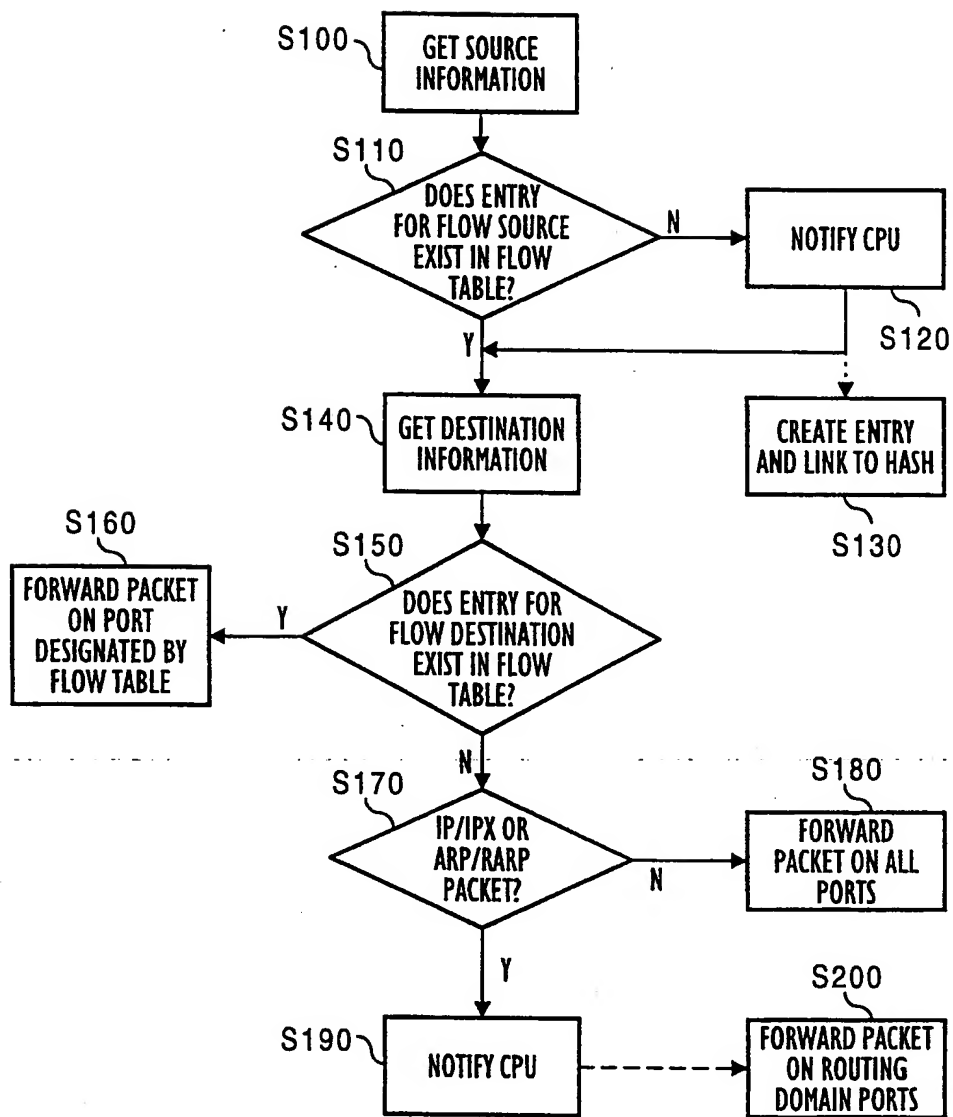 S100
GET SOURCE
INFORMATION
S110
DOES ENTRY
FOR FLOW SOURCE
EXIST IN FLOW
TABLE?
N
NOTIFY CPU
S120
Y
S140
GET DESTINATION
INFORMATION
CREATE ENTRY
AND LINK TO HASH
S130
S160
FORWARD PACKET
ON PORT
DESIGNATED BY
FLOW TABLE
S150
Y
DOES ENTRY FOR
FLOW DESTINATION
EXIST IN FLOW
TABLE?
N
S170
IP/IPX OR
ARP/RARP
PACKET?
N
S180
FORWARD
PACKET ON ALL
PORTS
Y
S190
NOTIFY CPU
S200
FORWARD PACKET
ON ROUTING
DOMAIN PORTS